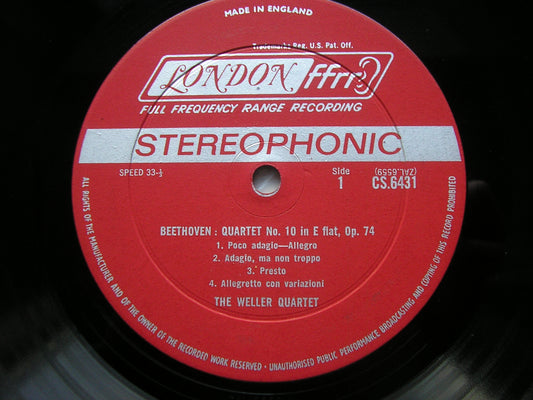 MADE IN ENGLAND
Trademarks Reg. U.S. Pat. Off.
LONDON ffrr
FULL FREQUENCY RANGE RECORDING
STEREOPHONIC
SPEED 33-⅓
Side
1
(ZAL.6559)
CS.6431
BEETHOVEN : QUARTET No. 10 in E flat, Op. 74
1. Poco adagio—Allegro
2. Adagio, ma non troppo
3. Presto
4. Allegretto con variazioni
THE WELLER QUARTET
ALL RIGHTS OF THE MANUFACTURER AND OF THE OWNER OF THE RECORDED WORK RESERVED · UNAUTHORISED PUBLIC PERFORMANCE BROADCASTING AND COPYING OF THIS RECORD PROHIBITED